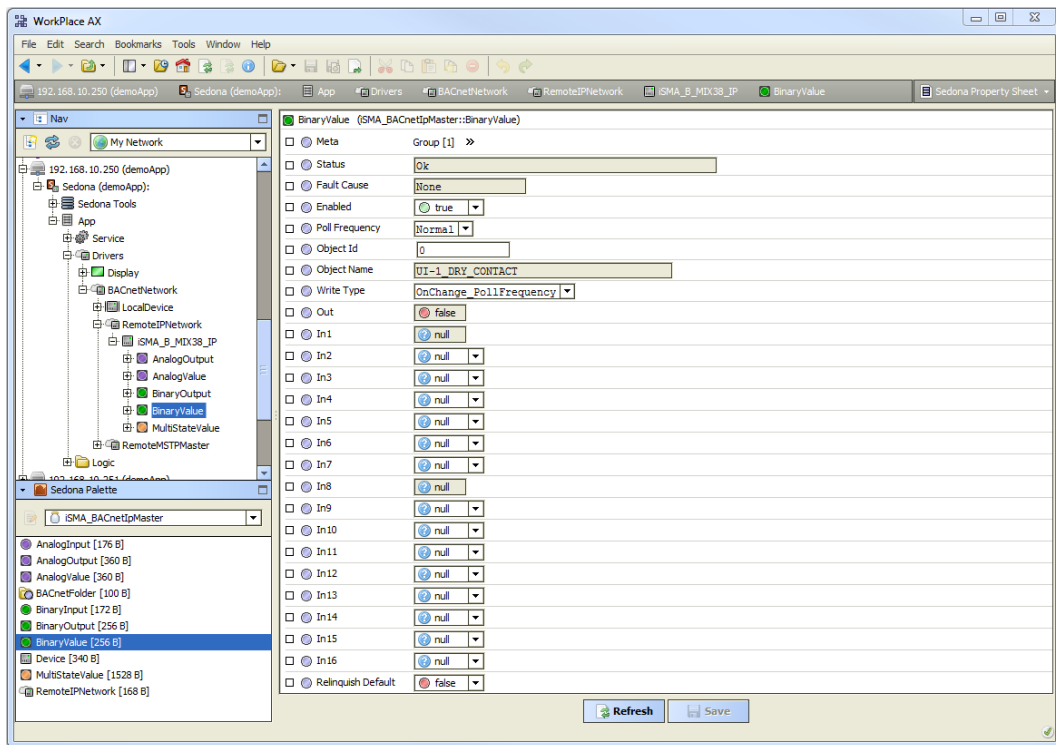 WorkPlace AX
File Edit Search Bookmarks Tools Window Help
192.168.10.250 (demoApp) Sedona (demoApp): App Drivers BACnetNetwork RemoteIPNetwork iSMA_B_MIX38_IP BinaryValue Sedona Property Sheet
Nav
My Network
192.168.10.250 (demoApp)
Sedona (demoApp):
Sedona Tools
App
Service
Drivers
Display
BACnetNetwork
LocalDevice
RemoteIPNetwork
iSMA_B_MIX38_IP
AnalogOutput
AnalogValue
BinaryOutput
BinaryValue
MultiStateValue
RemoteMSTPMaster
Logic
192.168.10.251 (demoApp)
Sedona Palette
iSMA_BACnetIpMaster
AnalogInput [176 B]
AnalogOutput [360 B]
AnalogValue [360 B]
BACnetFolder [100 B]
BinaryInput [172 B]
BinaryOutput [256 B]
BinaryValue [256 B]
Device [340 B]
MultiStateValue [1528 B]
RemoteIPNetwork [168 B]
BinaryValue (iSMA_BACnetIpMaster::BinaryValue)
Meta Group [1] »
Status Ok
Fault Cause None
Enabled true
Poll Frequency Normal
Object Id 0
Object Name UI-1_DRY_CONTACT
Write Type OnChange_PollFrequency
Out false
In1 null
In2 null
In3 null
In4 null
In5 null
In6 null
In7 null
In8 null
In9 null
In10 null
In11 null
In12 null
In13 null
In14 null
In15 null
In16 null
Relinquish Default false
Refresh Save